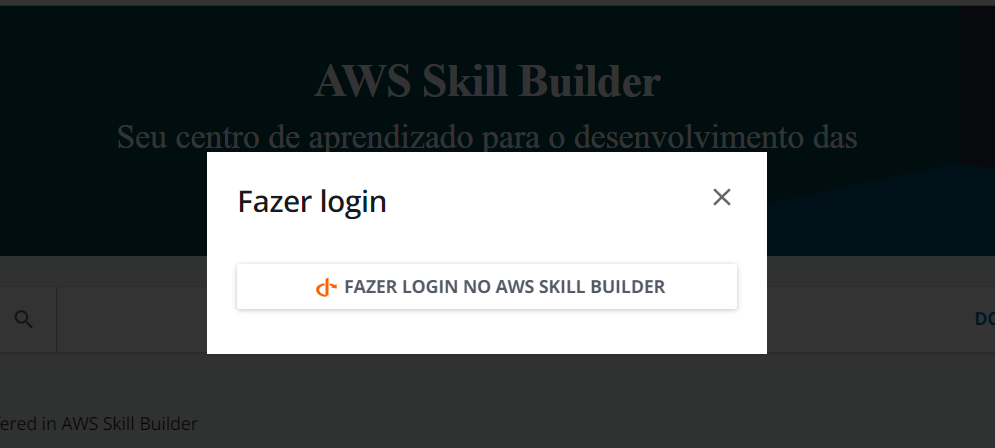 AWS Skill Builder
Seu centro de aprendizado para o desenvolvimento das
Fazer login
FAZER LOGIN NO AWS SKILL BUILDER
DO
ered in AWS Skill Builder